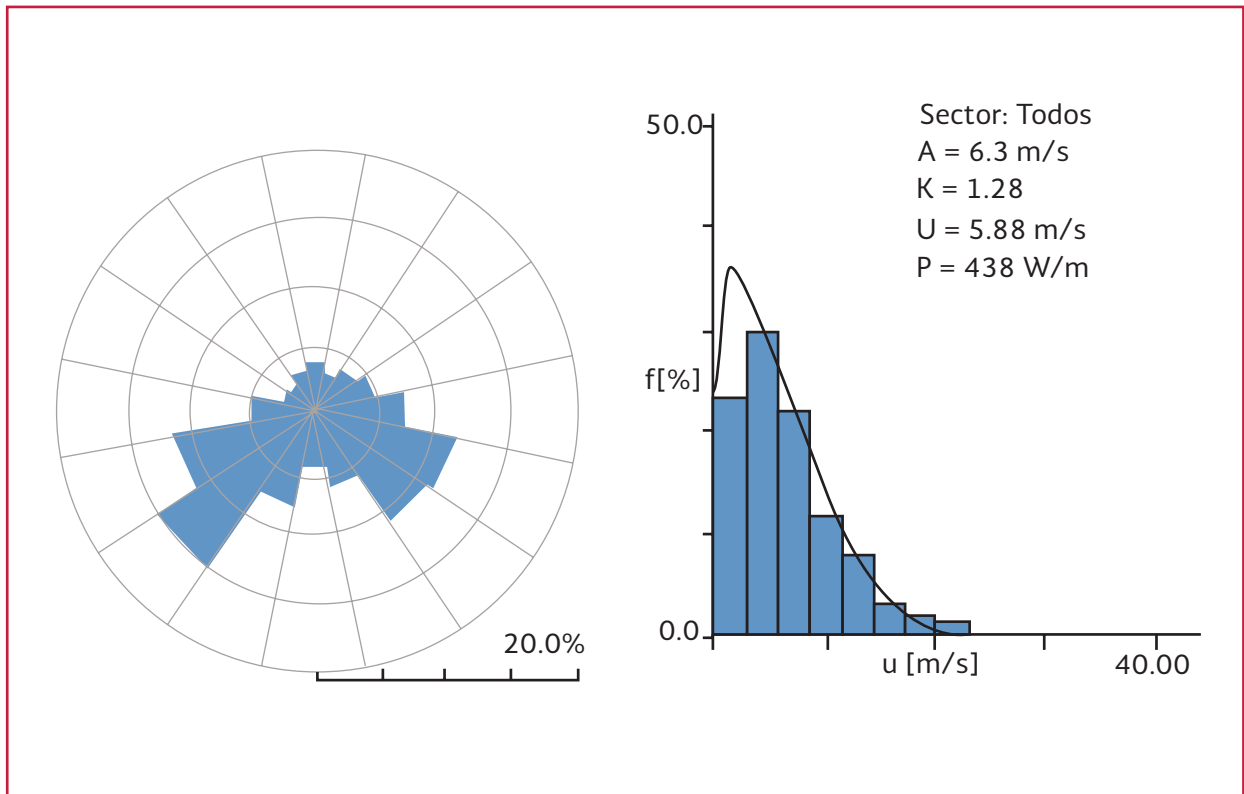 20.0%
50.0
f[%]
0.0
u [m/s]
40.00
Sector: Todos
A = 6.3 m/s
K = 1.28
U = 5.88 m/s
P = 438 W/m